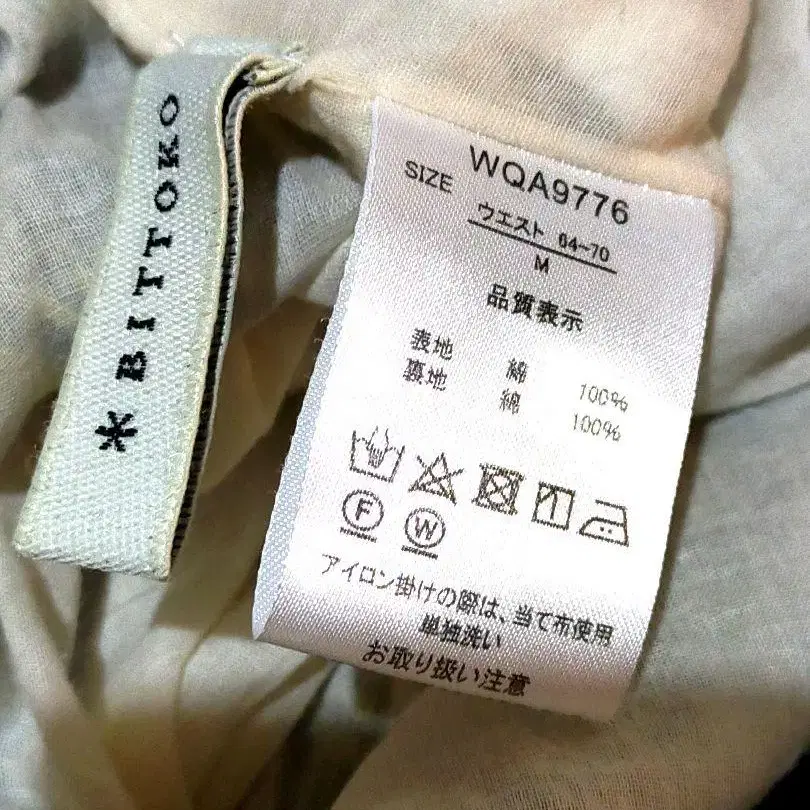 * BITTOKO
WQA9776
SIZE
ウエスト 64~70
M
品質表示
表地 綿 100%
裏地 綿 100%
F
W
アイロン掛けの際は、当て布使用
単独洗い
お取り扱い注意